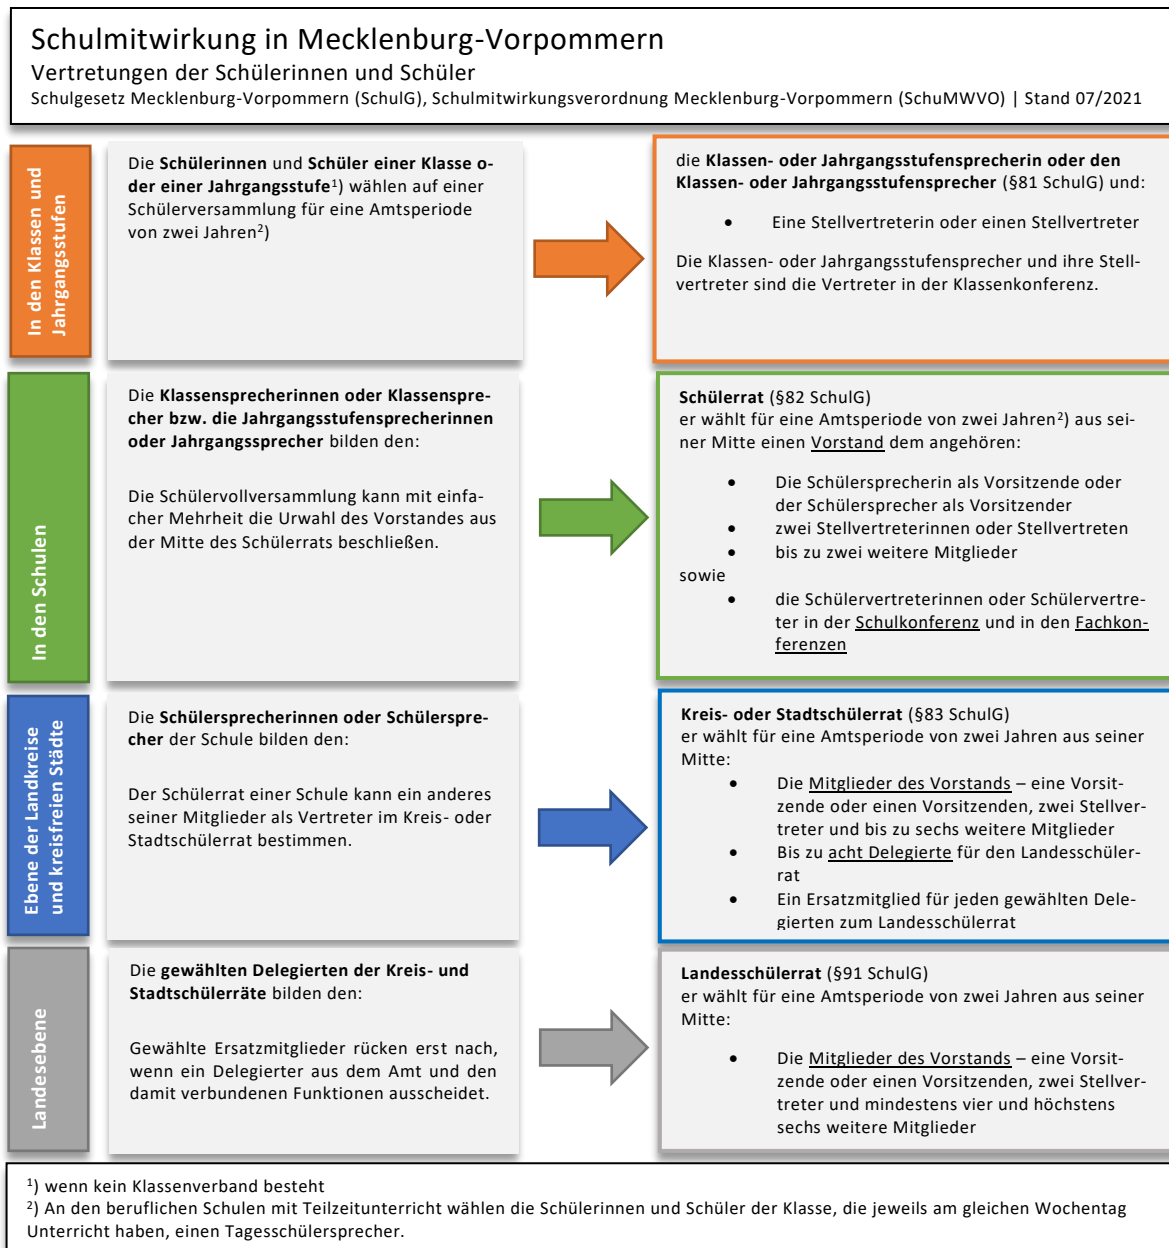 Schulmitwirkung in Mecklenburg-Vorpommern
Vertretungen der Schülerinnen und Schüler
Schulgesetz Mecklenburg-Vorpommern (SchulG), Schulmitwirkungsverordnung Mecklenburg-Vorpommern (SchuMWVO) | Stand 07/2021
In den Klassen und
Jahrgangsstufen
Die Schülerinnen und Schüler einer Klasse o-
der einer Jahrgangsstufe¹) wählen auf einer
Schülerversammlung für eine Amtsperiode
von zwei Jahren²)
die Klassen- oder Jahrgangsstufensprecherin oder den
Klassen- oder Jahrgangsstufensprecher (§81 SchulG) und:
• Eine Stellvertreterin oder einen Stellvertreter
Die Klassen- oder Jahrgangsstufensprecher und ihre Stell-
vertreter sind die Vertreter in der Klassenkonferenz.
In den Schulen
Die Klassensprecherinnen oder Klassenspre-
cher bzw. die Jahrgangsstufensprecherinnen
oder Jahrgangssprecher bilden den:
Die Schülervollversammlung kann mit einfa-
cher Mehrheit die Urwahl des Vorstandes aus
der Mitte des Schülerrats beschließen.
Schülerrat (§82 SchulG)
er wählt für eine Amtsperiode von zwei Jahren²) aus sei-
ner Mitte einen Vorstand dem angehören:
• Die Schülersprecherin als Vorsitzende oder
der Schülersprecher als Vorsitzender
• zwei Stellvertreterinnen oder Stellvertreten
• bis zu zwei weitere Mitglieder
sowie
• die Schülervertreterinnen oder Schülervertre-
ter in der Schulkonferenz und in den Fachkon-
ferenzen
Ebene der Landkreise
und kreisfreien Städte
Die Schülersprecherinnen oder Schülerspre-
cher der Schule bilden den:
Der Schülerrat einer Schule kann ein anderes
seiner Mitglieder als Vertreter im Kreis- oder
Stadtschülerrat bestimmen.
Kreis- oder Stadtschülerrat (§83 SchulG)
er wählt für eine Amtsperiode von zwei Jahren aus seiner
Mitte:
• Die Mitglieder des Vorstands – eine Vorsit-
zende oder einen Vorsitzenden, zwei Stellver-
treter und bis zu sechs weitere Mitglieder
• Bis zu acht Delegierte für den Landesschüler-
rat
• Ein Ersatzmitglied für jeden gewählten Dele-
gierten zum Landesschülerrat
Landesebene
Die gewählten Delegierten der Kreis- und
Stadtschülerräte bilden den:
Gewählte Ersatzmitglieder rücken erst nach,
wenn ein Delegierter aus dem Amt und den
damit verbundenen Funktionen ausscheidet.
Landesschülerrat (§91 SchulG)
er wählt für eine Amtsperiode von zwei Jahren aus seiner
Mitte:
• Die Mitglieder des Vorstands – eine Vorsit-
zende oder einen Vorsitzenden, zwei Stellver-
treter und mindestens vier und höchstens
sechs weitere Mitglieder
¹) wenn kein Klassenverband besteht
²) An den beruflichen Schulen mit Teilzeitunterricht wählen die Schülerinnen und Schüler der Klasse, die jeweils am gleichen Wochentag
Unterricht haben, einen Tagesschülersprecher.